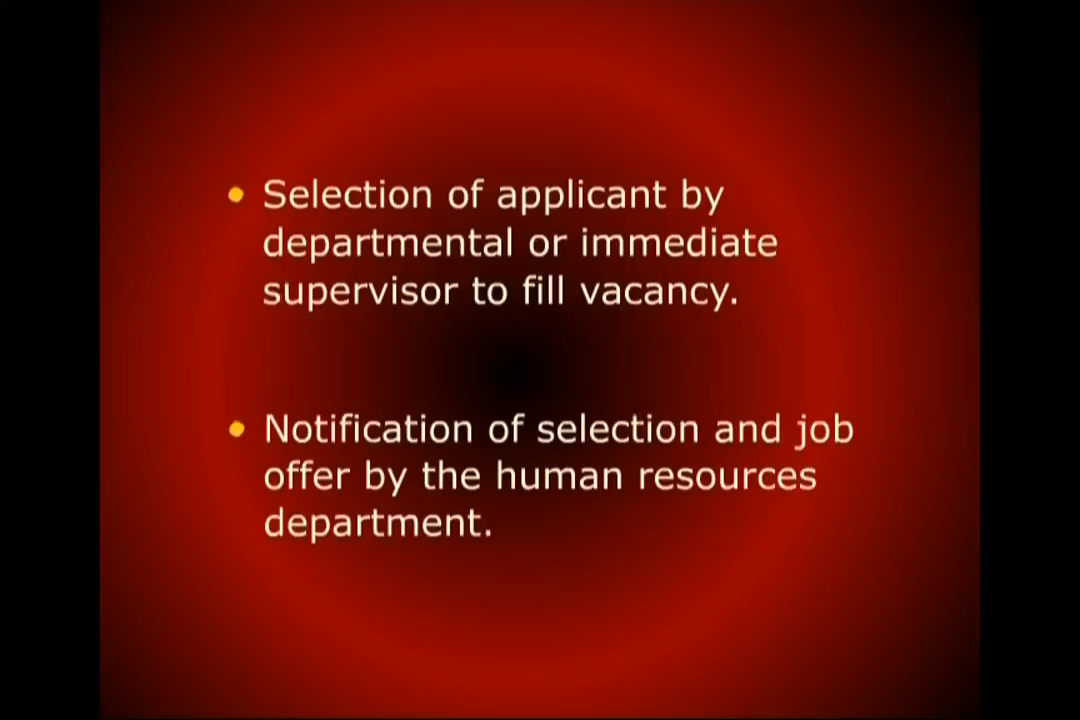 • Selection of applicant by
departmental or immediate
supervisor to fill vacancy.
• Notification of selection and job
offer by the human resources
department.